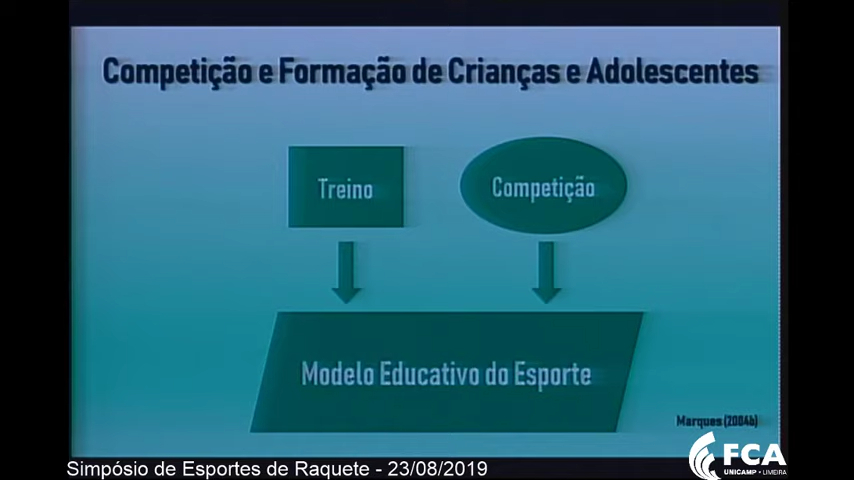 Competição e Formação de Crianças e Adolescentes
Treino
Competição
Modelo Educativo do Esporte
Marques (2004b)
FCA
UNICAMP • LIMEIRA
Simpósio de Esportes de Raquete - 23/08/2019